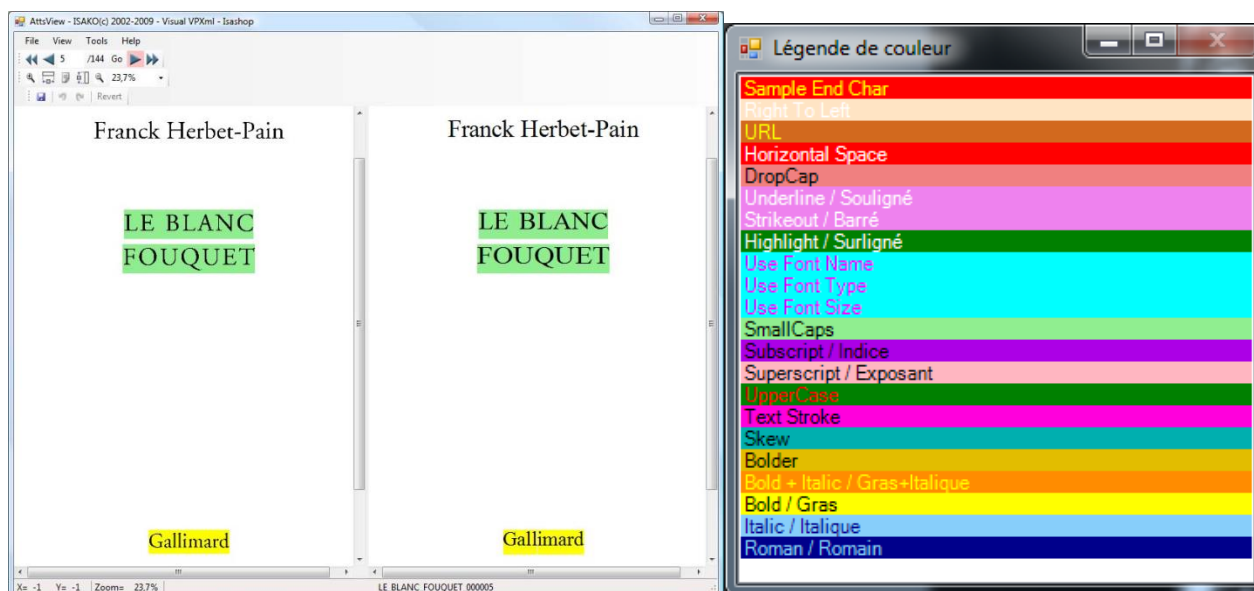 AttsView - ISAKO(c) 2002-2009 - Visual VPXml - Isashop
File View Tools Help
5 /144 Go
23,7%
Revert
Franck Herbet-Pain
LE BLANC
FOUQUET
Gallimard
Franck Herbet-Pain
LE BLANC
FOUQUET
Gallimard
X= -1 Y= -1 Zoom= 23.7% LE BLANC FOUQUET 000005
Légende de couleur
Sample End Char
Right To Left
URL
Horizontal Space
DropCap
Underline / Souligné
Strikeout / Barré
Highlight / Surligné
Use Font Name
Use Font Type
Use Font Size
SmallCaps
Subscript / Indice
Superscript / Exposant
UpperCase
Text Stroke
Skew
Bolder
Bold + Italic / Gras+Italique
Bold / Gras
Italic / Italique
Roman / Romain